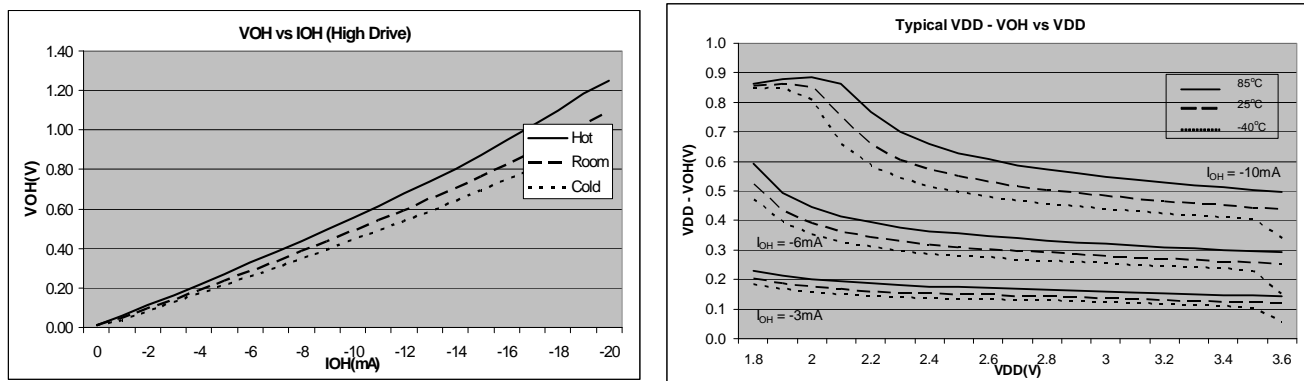 VOH vs IOH (High Drive)
VOH(V)
1.40
1.20
1.00
0.80
0.60
0.40
0.20
0.00
0 -2 -4 -6 -8 -10 -12 -14 -16 -18 -20
IOH(mA)
Hot
Room
Cold
Typical VDD - VOH vs VDD
VDD - VOH(V)
1.0
0.9
0.8
0.7
0.6
0.5
0.4
0.3
0.2
0.1
0.0
85°C
25°C
-40°C
IOH = -10mA
IOH = -6mA
IOH = -3mA
1.8 2 2.2 2.4 2.6 2.8 3 3.2 3.4 3.6
VDD(V)